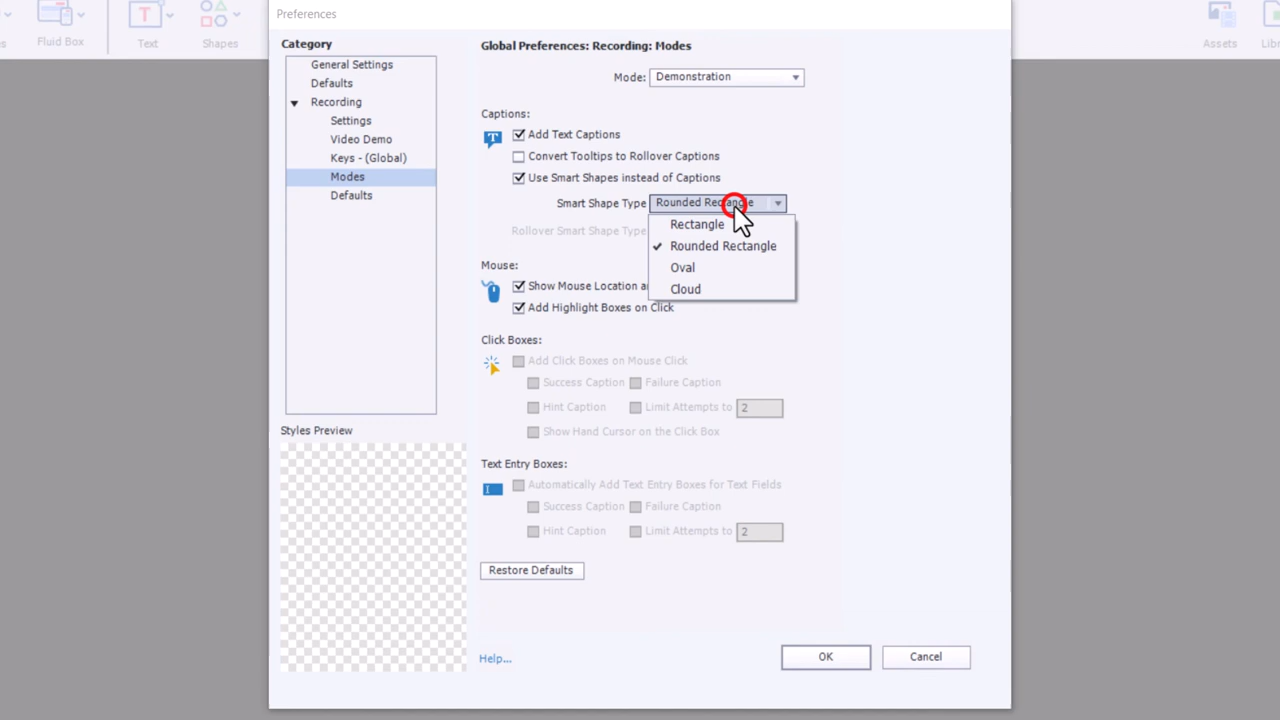 Preferences
Fluid Box
Text
Shapes
Assets
Category
General Settings
Defaults
Recording
Settings
Video Demo
Keys - (Global)
Modes
Defaults
Styles Preview
Global Preferences: Recording: Modes
Mode: Demonstration
Captions:
Add Text Captions
Convert Tooltips to Rollover Captions
Use Smart Shapes instead of Captions
Smart Shape Type Rounded Rectangle
Rectangle
Rounded Rectangle
Oval
Cloud
Rollover Smart Shape Type
Mouse:
Show Mouse Location
Add Highlight Boxes on Click
Click Boxes:
Add Click Boxes on Mouse Click
Success Caption Failure Caption
Hint Caption Limit Attempts to 2
Show Hand Cursor on the Click Box
Text Entry Boxes:
Automatically Add Text Entry Boxes for Text Fields
Success Caption Failure Caption
Hint Caption Limit Attempts to 2
Restore Defaults
Help...
OK
Cancel